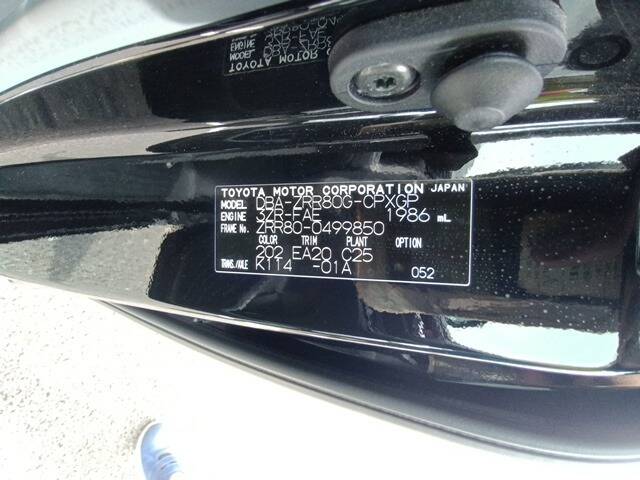 TOYOTA MOTOR CORPORATION JAPAN
MODEL DBA-ZRR80G-CPXGP
ENGINE 3ZR-FAE 1986 mL
FRAME No. ZRR80-0499850
COLOR TRIM PLANT OPTION
202 EA20 C25
TRANS./AXLE K114 -01A 052